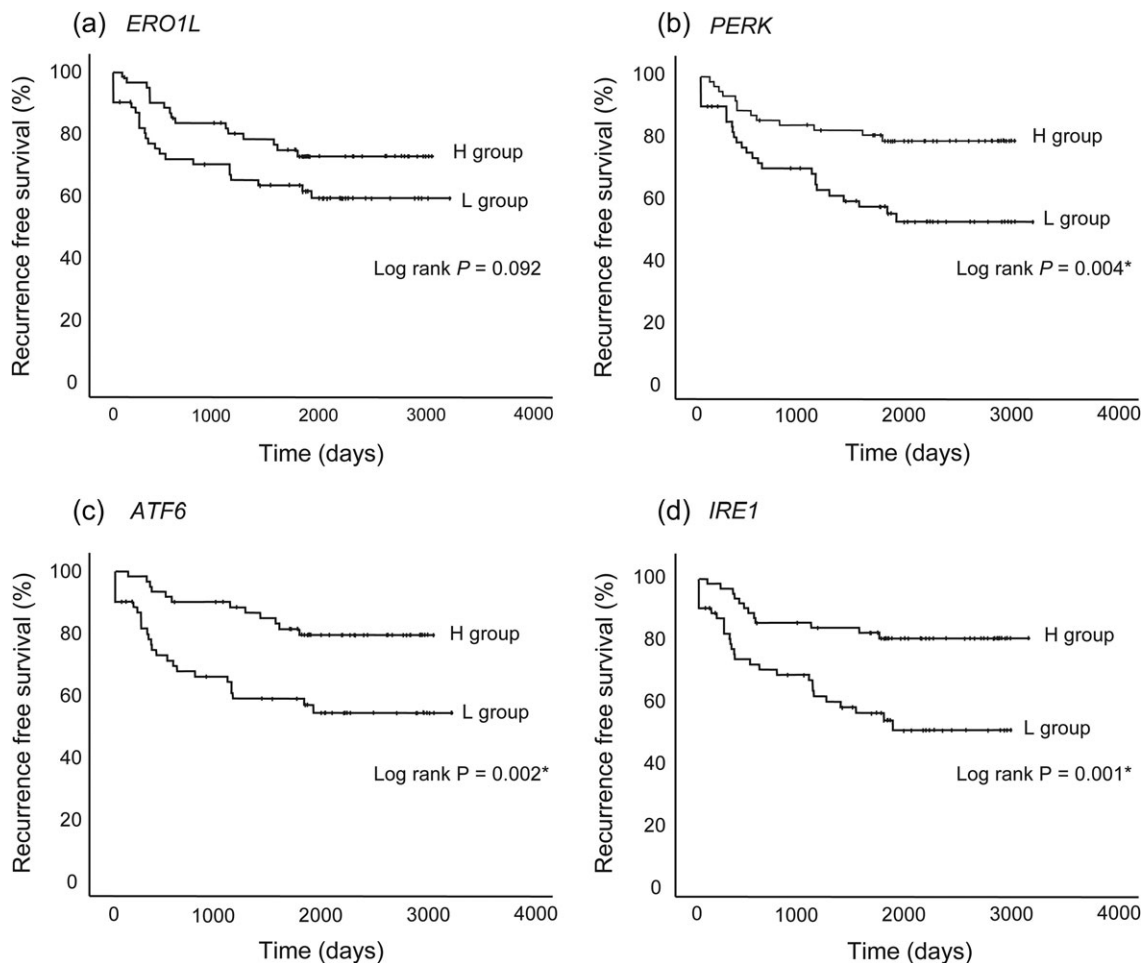 (a) ERO1L
Recurrence free survival (%)
100
80
60
40
20
0
H group
L group
Log rank P = 0.092
0 1000 2000 3000 4000
Time (days)
(b) PERK
Recurrence free survival (%)
100
80
60
40
20
0
H group
L group
Log rank P = 0.004*
0 1000 2000 3000 4000
Time (days)
(c) ATF6
Recurrence free survival (%)
100
80
60
40
20
0
H group
L group
Log rank P = 0.002*
0 1000 2000 3000 4000
Time (days)
(d) IRE1
Recurrence free survival (%)
100
80
60
40
20
0
H group
L group
Log rank P = 0.001*
0 1000 2000 3000 4000
Time (days)